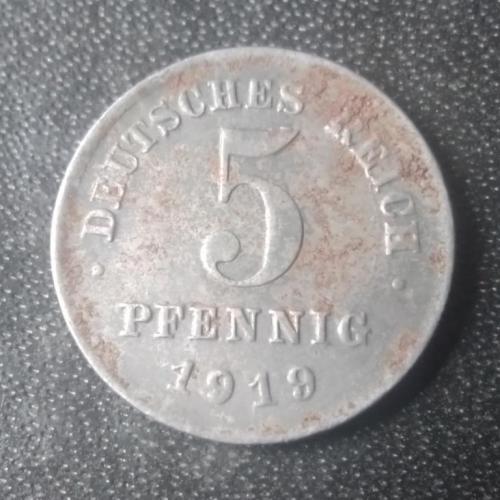 · DEUTSCHES REICH ·
5
PFENNIG
1919